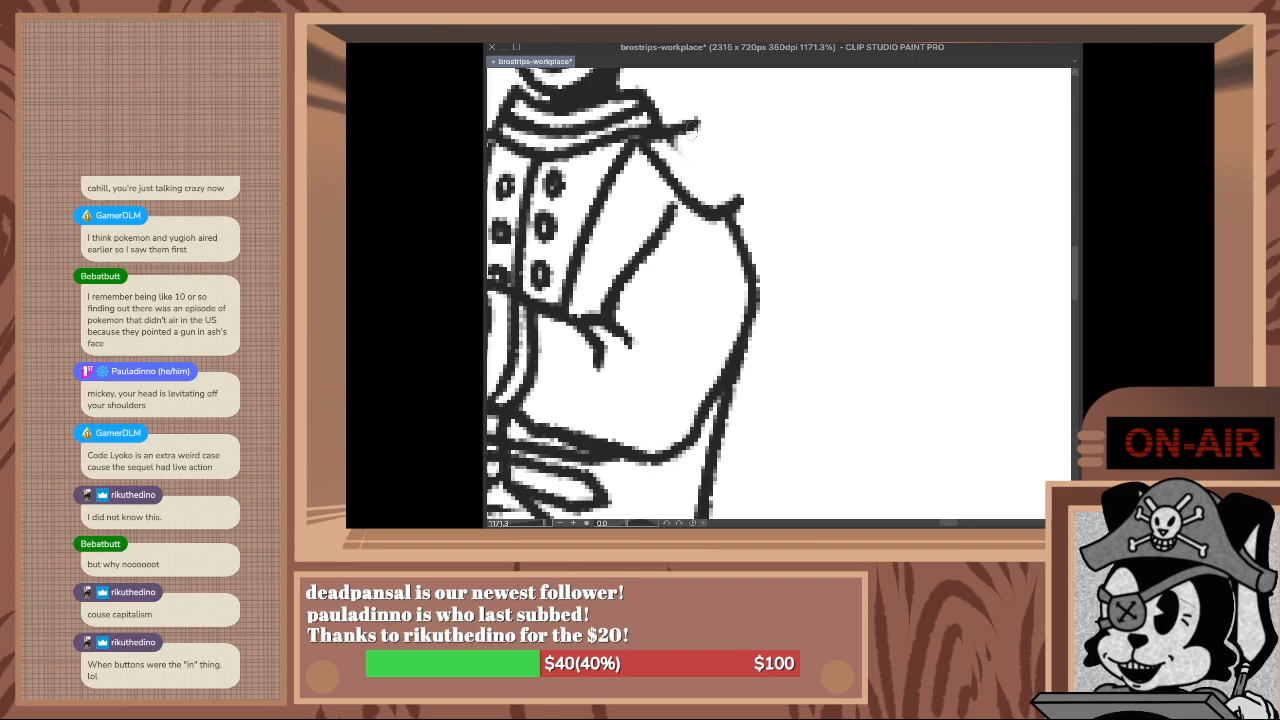 brostrips-workplace* (2315 x 720px 350dpi 1171.3%) - CLIP STUDIO PAINT PRO
brostrips-workplace*
cahill, you're just talking crazy now
GamerDLM
I think pokemon and yugioh aired
earlier so I saw them first
Bebatbutt
I remember being like 10 or so
finding out there was an episode of
pokemon that didn't air in the US
because they pointed a gun in ash's
face
1ST Pauladinno (he/him)
mickey, your head is levitating off
your shoulders
GamerDLM
Code Lyoko is an extra weird case
cause the sequel had live action
rikuthedino
I did not know this.
Bebatbutt
but why noooooot
rikuthedino
couse capitalism
rikuthedino
When buttons were the "in" thing.
lol
1171.3
0.0
ON-AIR
deadpansal is our newest follower!
pauladinno is who last subbed!
Thanks to rikuthedino for the $20!
$40(40%) $100